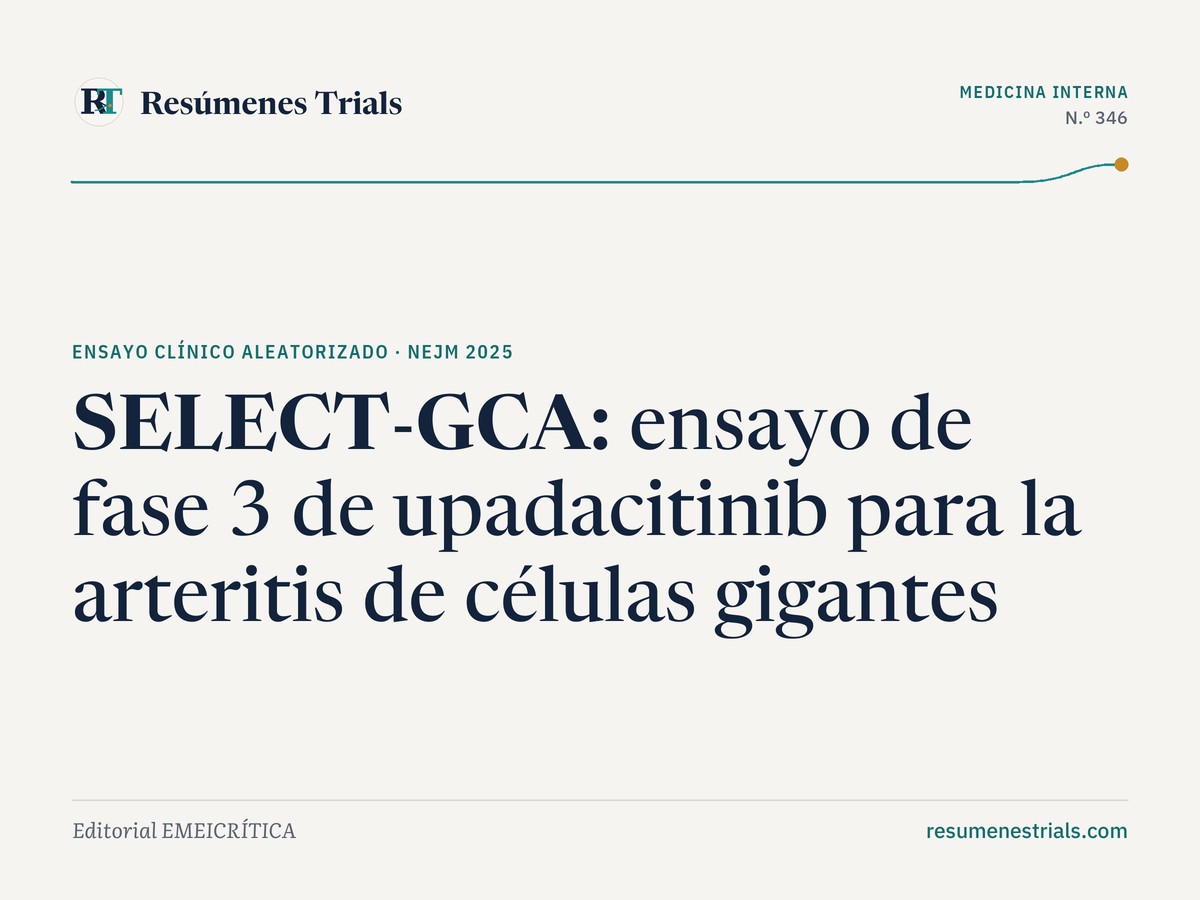 RT Resúmenes Trials
MEDICINA INTERNA
N.º 346
ENSAYO CLÍNICO ALEATORIZADO · NEJM 2025
SELECT-GCA: ensayo de
fase 3 de upadacitinib para la
arteritis de células gigantes
Editorial EMEICRÍTICA
resumenestrials.com